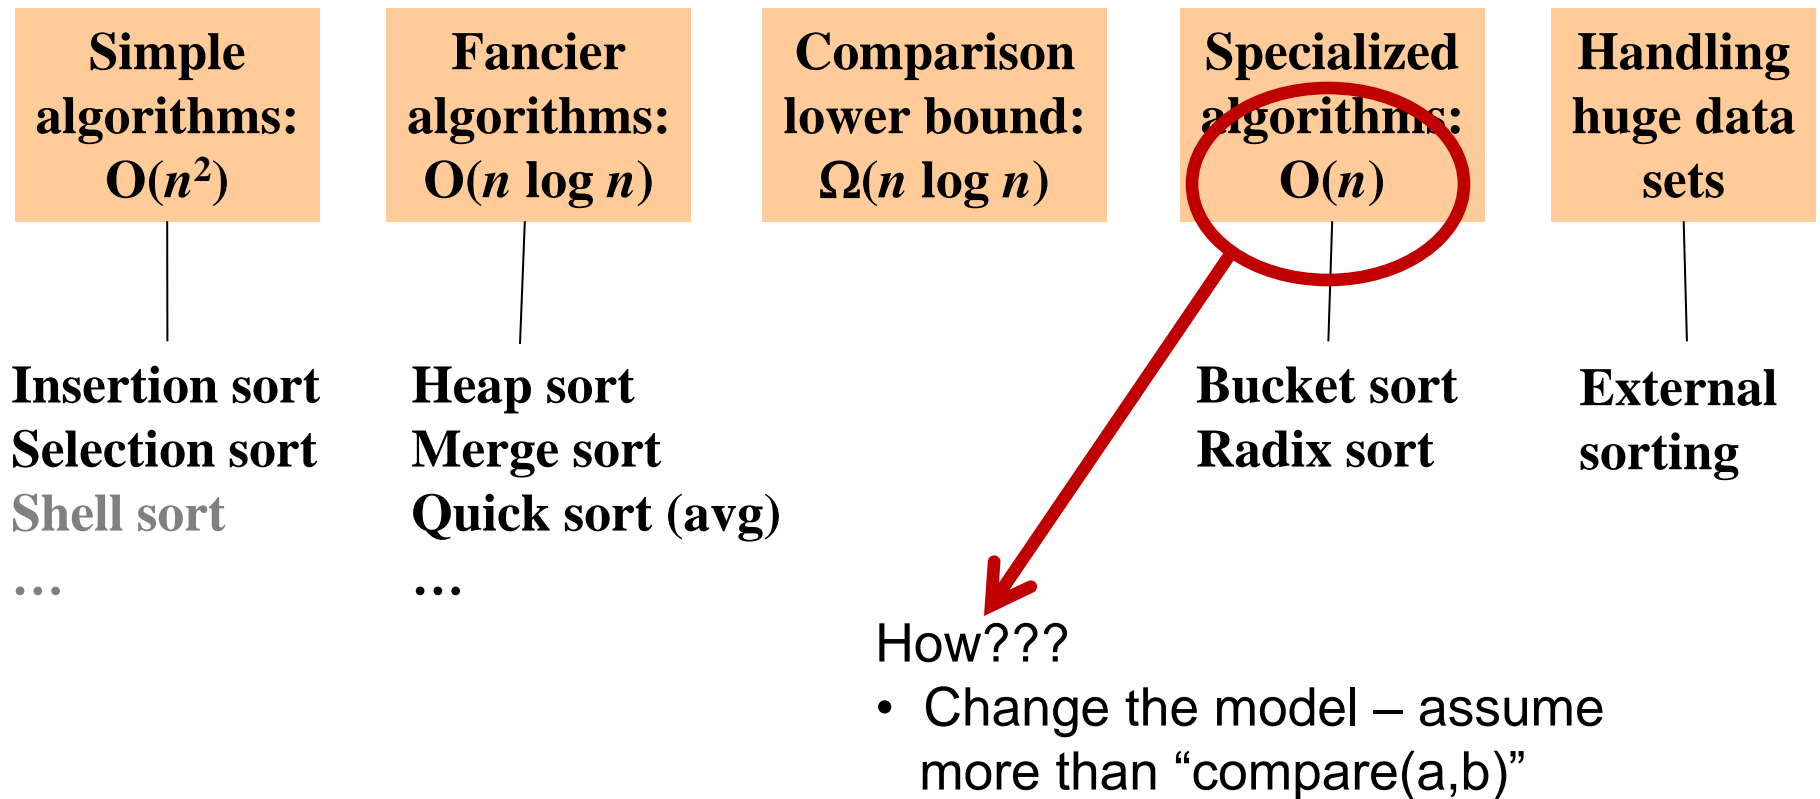 Simple
algorithms:
O(n²)
Fancier
algorithms:
O(n log n)
Comparison
lower bound:
Ω(n log n)
Specialized
algorithms:
O(n)
Handling
huge data
sets
Insertion sort
Selection sort
Shell sort
…
Heap sort
Merge sort
Quick sort (avg)
…
Bucket sort
Radix sort
External
sorting
How???
• Change the model – assume
more than “compare(a,b)”